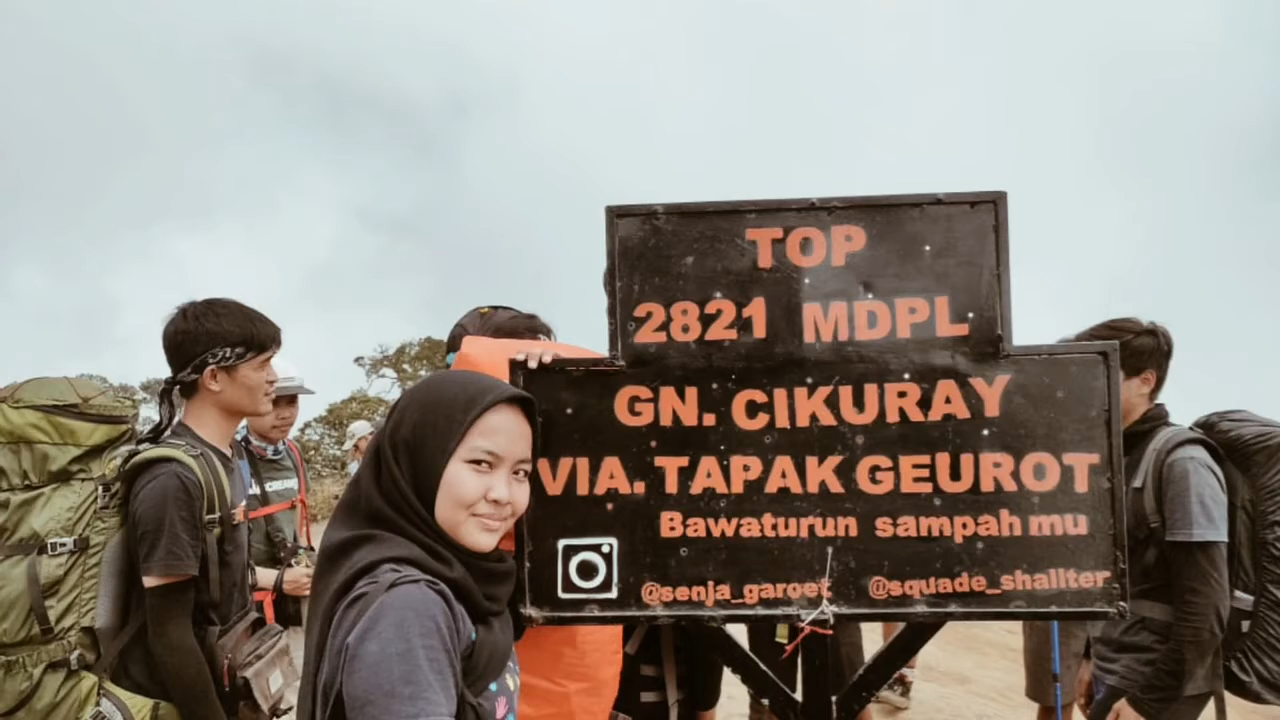 TOP
2821 MDPL
GN. CIKURAY
VIA. TAPAK GEUROT
Bawaturun sampah mu
@senja_garoet @squade_shallter